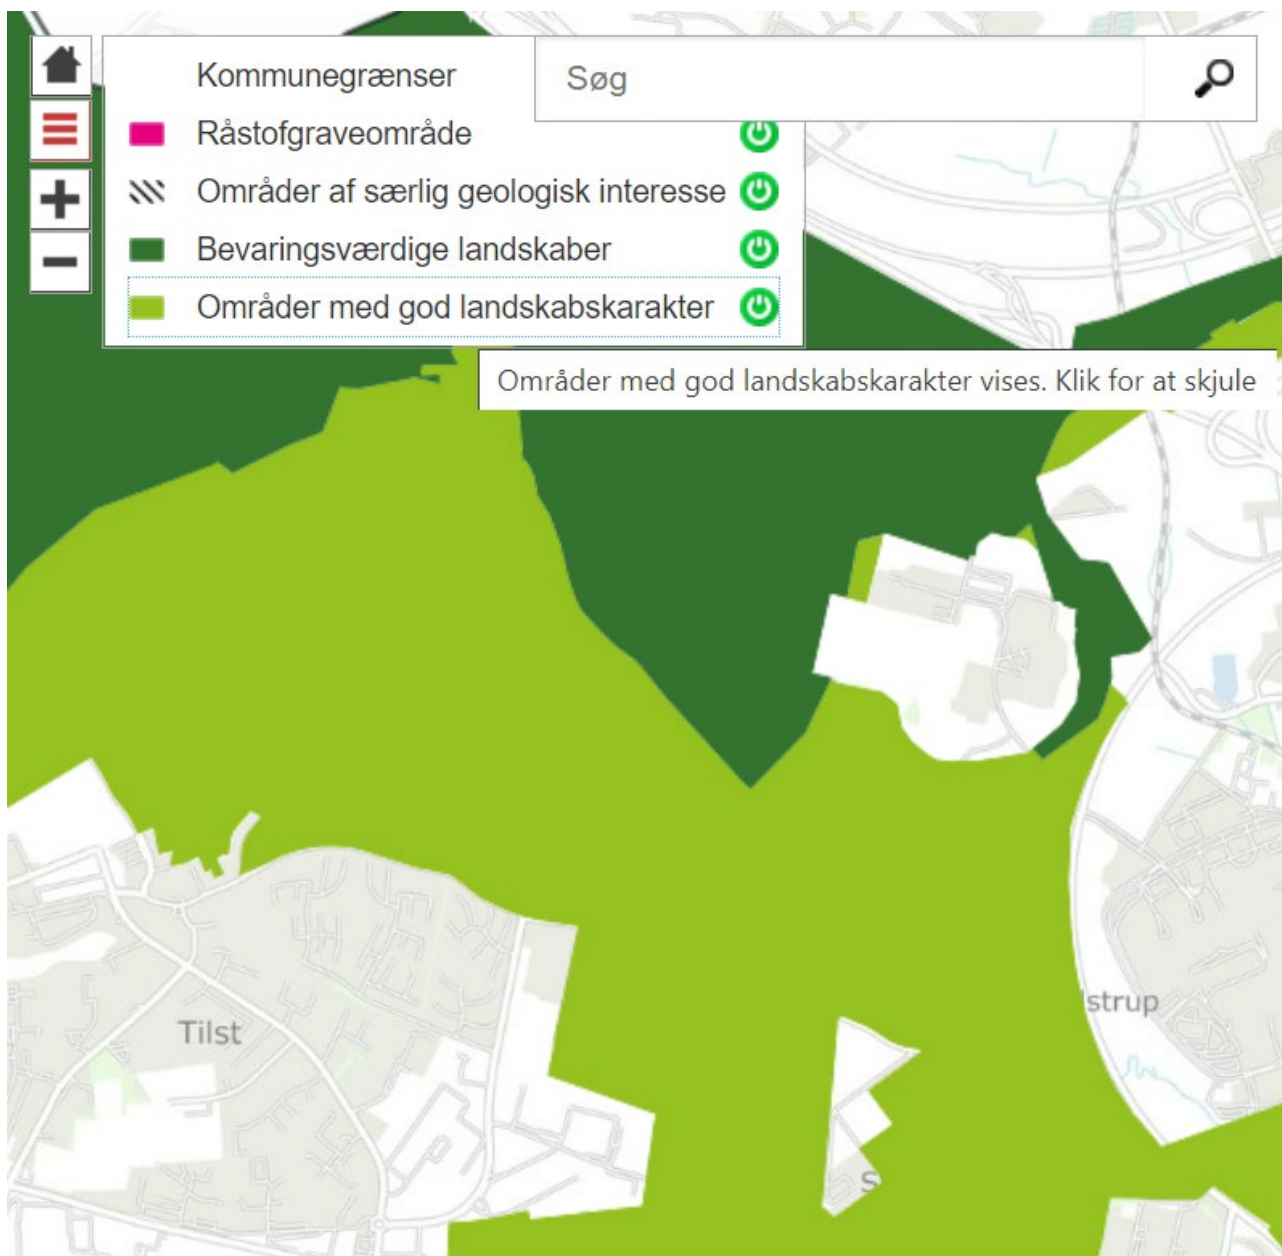 Kommunegrænser
Søg
Råstofgraveområde
Områder af særlig geologisk interesse
Bevaringsværdige landskaber
Områder med god landskabskarakter
Områder med god landskabskarakter vises. Klik for at skjule
lstrup
Tilst
S